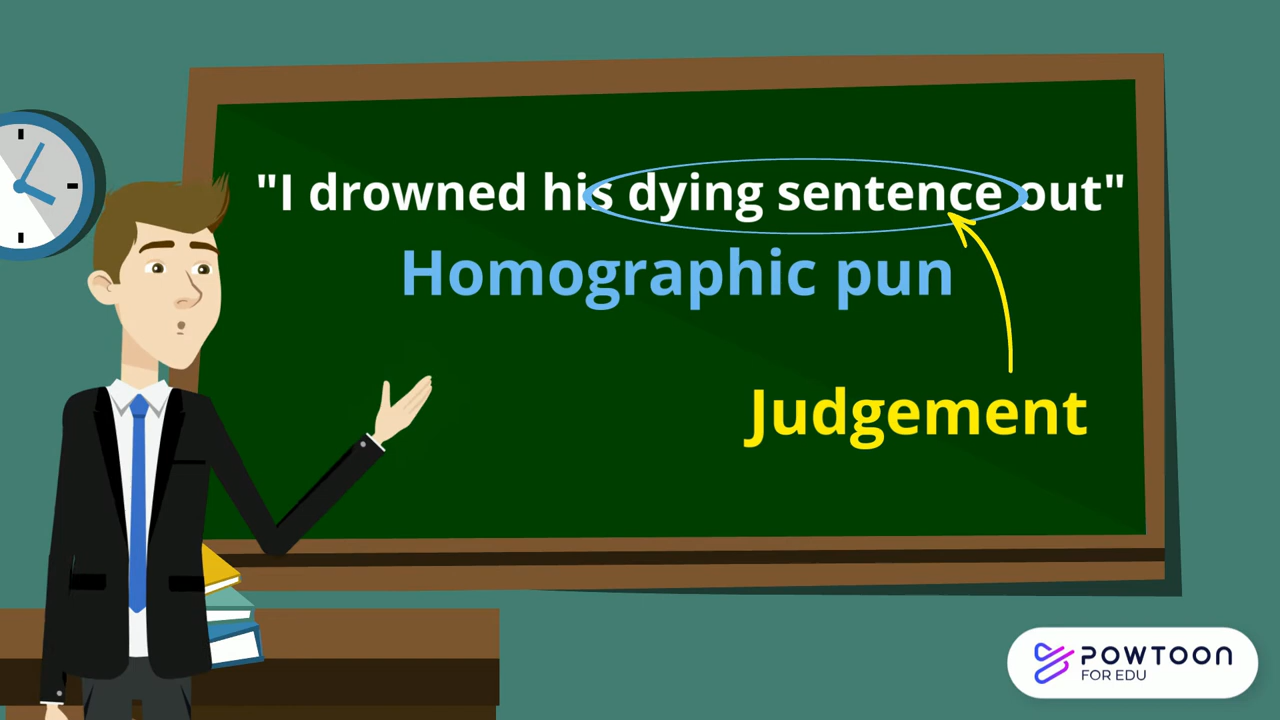 "I drowned his dying sentence out"
Homographic pun
Judgement
POWTOON
FOR EDU